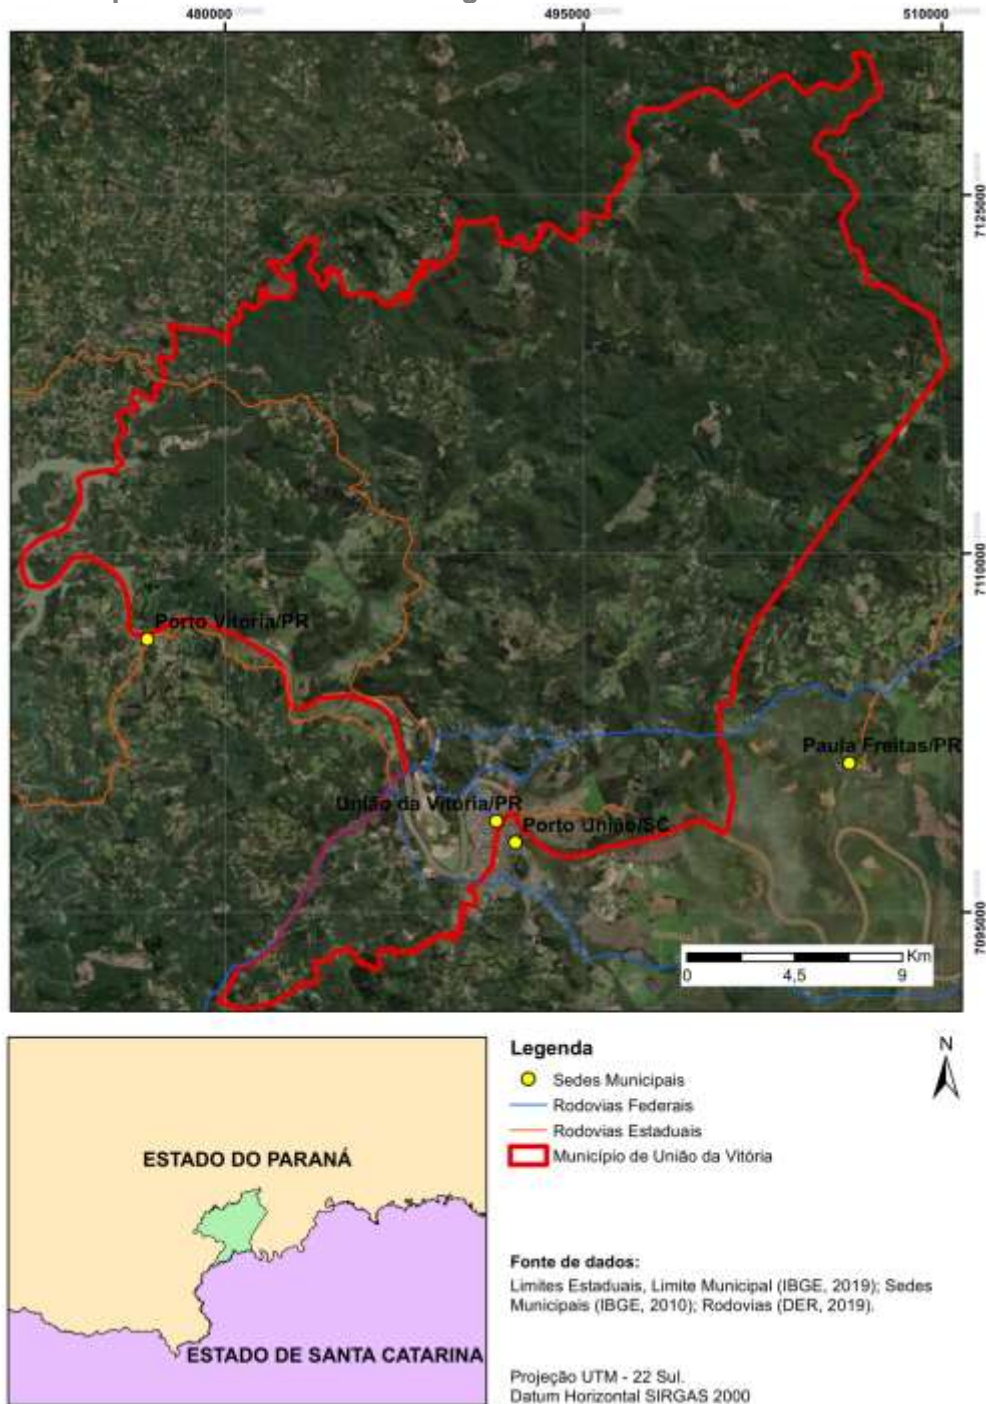 480000
495000
510000
7125000
7110000
Porto Vitória/PR
Paula Freitas/PR
União da Vitória/PR
Porto União/SC
7095000
Km
0
4,5
9
Legenda
Sedes Municipais
Rodovias Federais
Rodovias Estaduais
Município de União da Vitória
N
ESTADO DO PARANÁ
ESTADO DE SANTA CATARINA
Fonte de dados:
Limites Estaduais, Limite Municipal (IBGE, 2019); Sedes
Municipais (IBGE, 2010); Rodovias (DER, 2019).
Projeção UTM - 22 Sul.
Datum Horizontal SIRGAS 2000